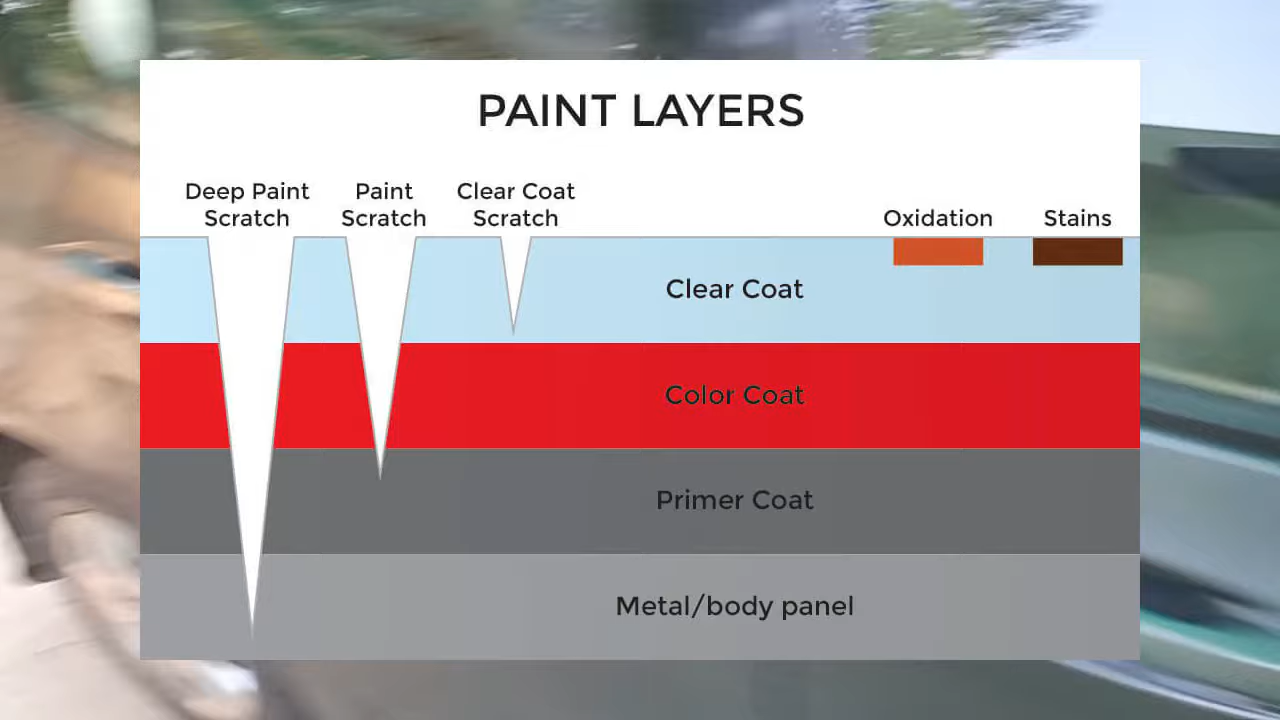 PAINT LAYERS
Deep Paint
Scratch
Paint
Scratch
Clear Coat
Scratch
Oxidation
Stains
Clear Coat
Color Coat
Primer Coat
Metal/body panel